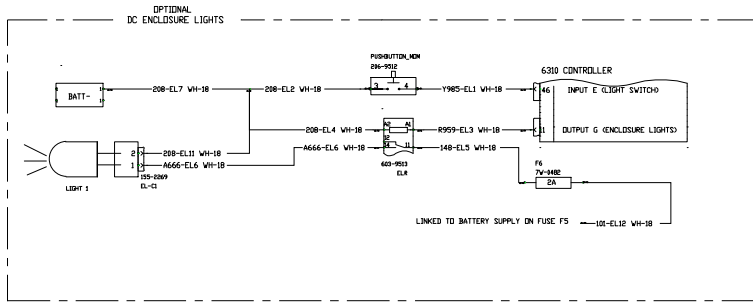 OPTIONAL
DC ENCLOSURE LIGHTS
PUSHBUTTON_MOM
206-9512
6310 CONTROLLER
BATT-
208-EL7 WH-18
208-EL2 WH-18
3
4
Y985-EL1 WH-18
46
INPUT E (LIGHT SWITCH)
208-EL4 WH-18
A2
A1
R959-EL3 WH-18
11
OUTPUT G (ENCLOSURE LIGHTS)
A666-EL6 WH-18
12
14
11
148-EL5 WH-18
603-9513
ELR
2
208-EL11 WH-18
1
A666-EL6 WH-18
155-2269
EL-C1
LIGHT 1
F6
7W-0482
2A
LINKED TO BATTERY SUPPLY ON FUSE F5
101-EL12 WH-18